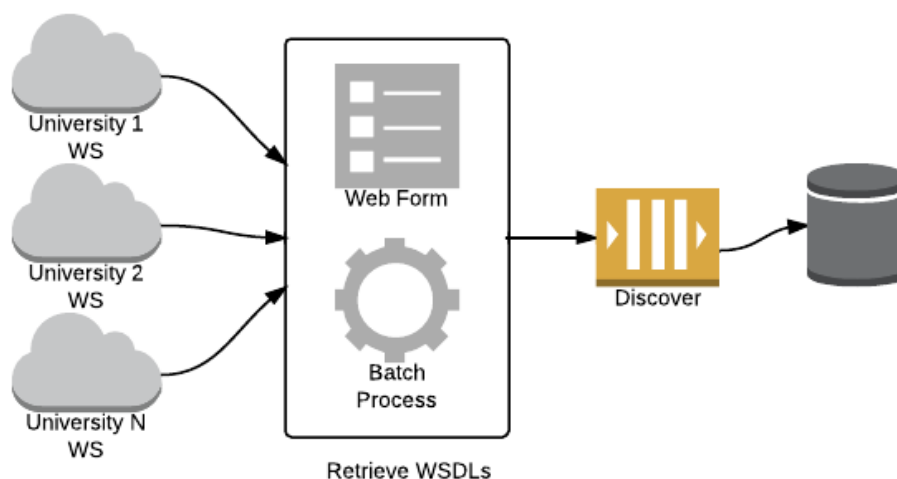 University 1
WS
University 2
WS
University N
WS
Web Form
Batch
Process
Retrieve WSDLs
Discover